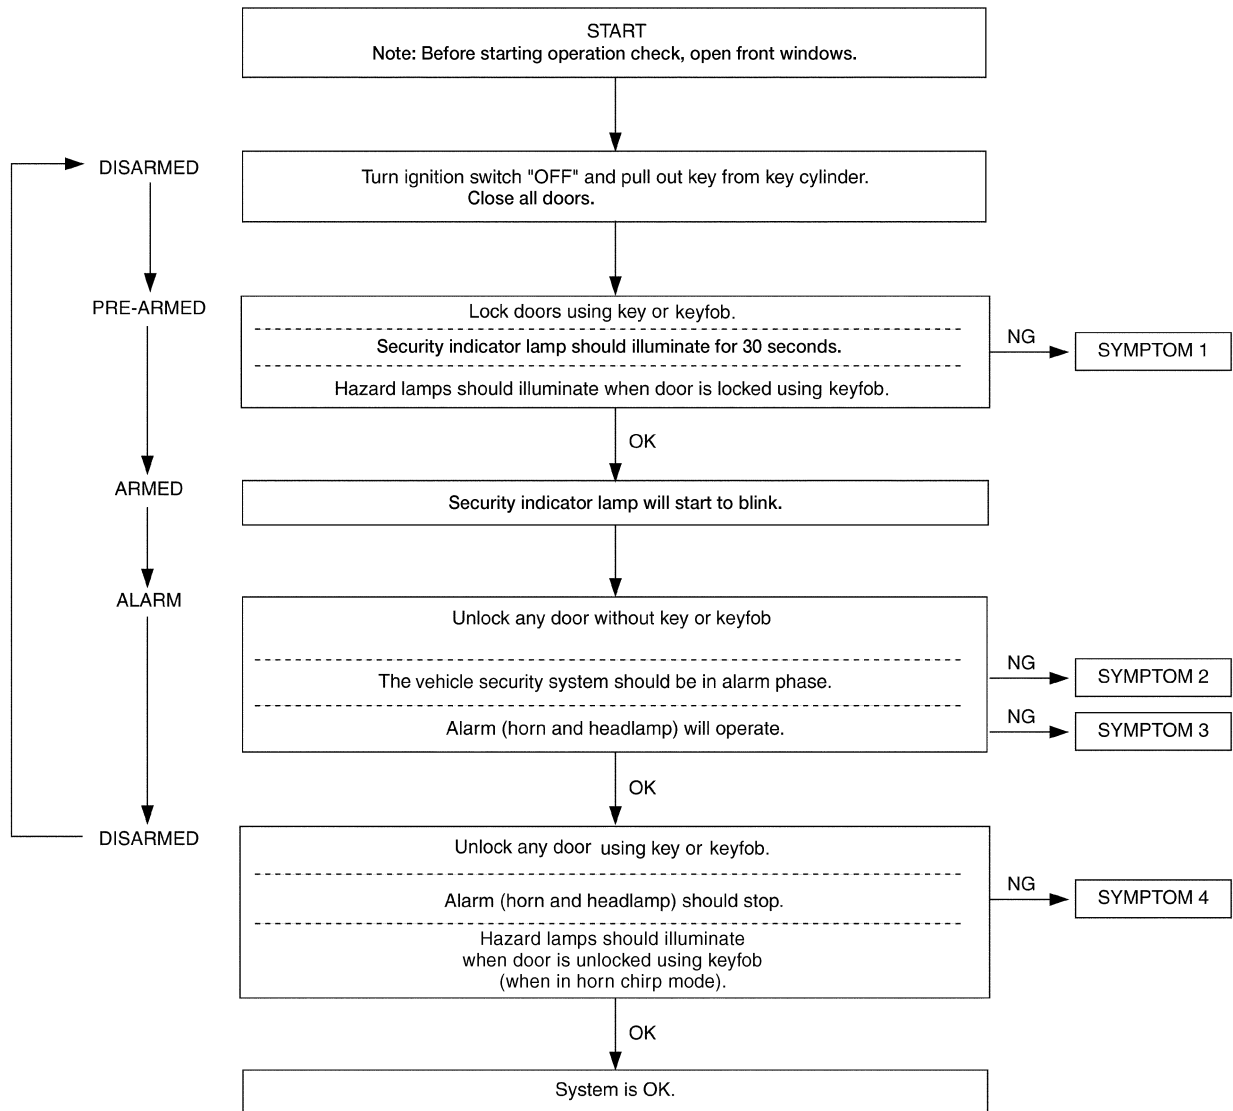 START
Note: Before starting operation check, open front windows.
DISARMED
Turn ignition switch "OFF" and pull out key from key cylinder.
Close all doors.
PRE-ARMED
Lock doors using key or keyfob.
Security indicator lamp should illuminate for 30 seconds.
Hazard lamps should illuminate when door is locked using keyfob.
NG
SYMPTOM 1
OK
ARMED
Security indicator lamp will start to blink.
ALARM
Unlock any door without key or keyfob
The vehicle security system should be in alarm phase.
NG
SYMPTOM 2
Alarm (horn and headlamp) will operate.
NG
SYMPTOM 3
OK
DISARMED
Unlock any door using key or keyfob.
Alarm (horn and headlamp) should stop.
NG
SYMPTOM 4
Hazard lamps should illuminate
when door is unlocked using keyfob
(when in horn chirp mode).
OK
System is OK.